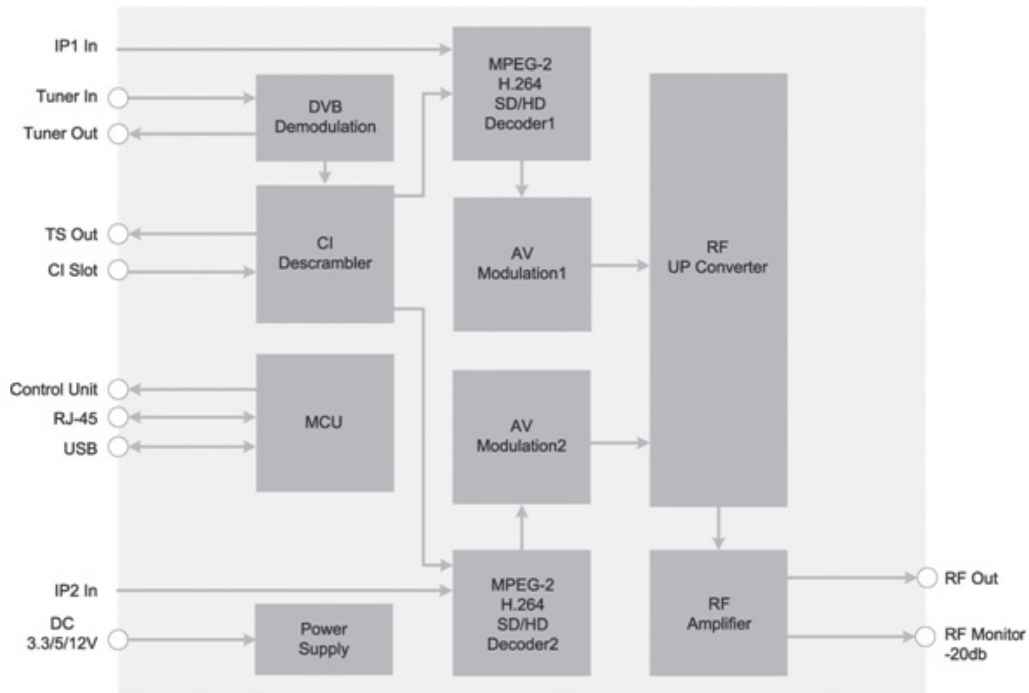 IP1 In
Tuner In
Tuner Out
TS Out
CI Slot
Control Unit
RJ-45
USB
IP2 In
DC
3.3/5/12V
DVB
Demodulation
CI
Descrambler
MCU
Power
Supply
MPEG-2
H.264
SD/HD
Decoder1
AV
Modulation1
AV
Modulation2
MPEG-2
H.264
SD/HD
Decoder2
RF
UP Converter
RF
Amplifier
RF Out
RF Monitor
-20db